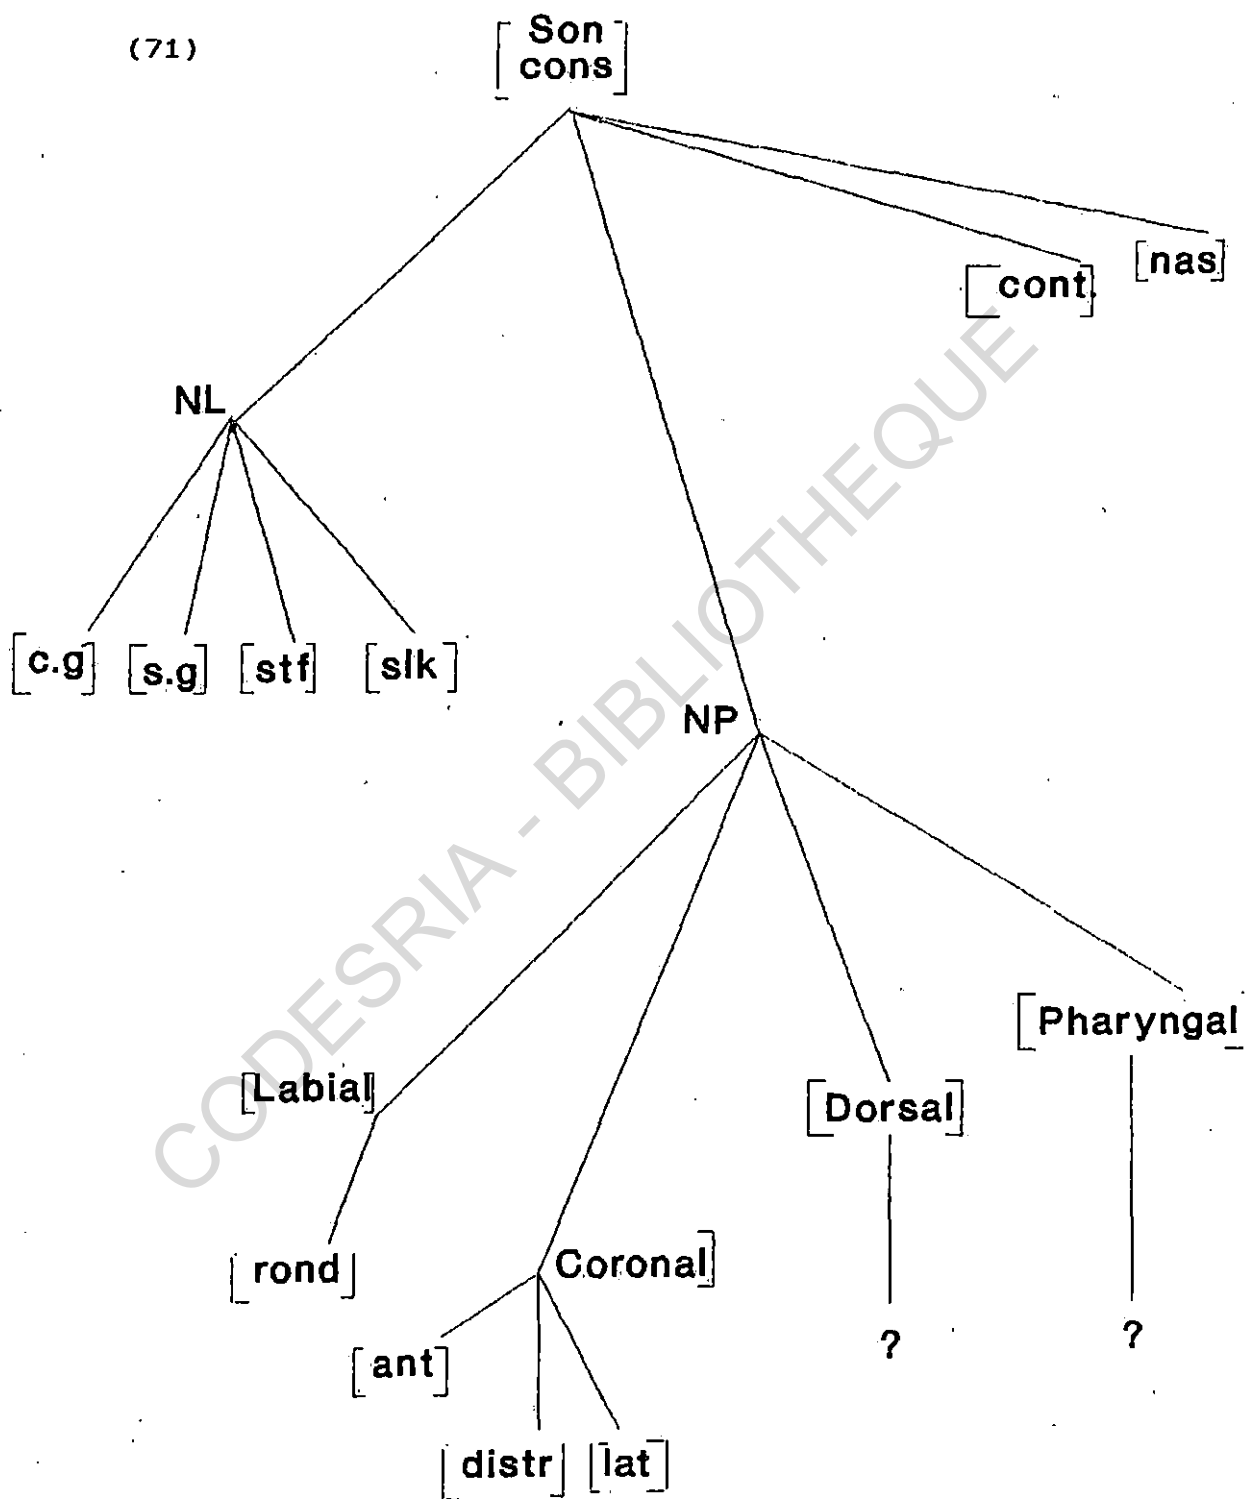 (71)
[Son
cons]
[nas]
[cont.]
NL
[c.g] [s.g] [stf] [slk]
NP
[Pharyngal
[Labial]
[Dorsal]
[rond]
Coronal]
? ?
[ant]
[distr] [lat]
CODESRIA - BIBLIOTHEQUE